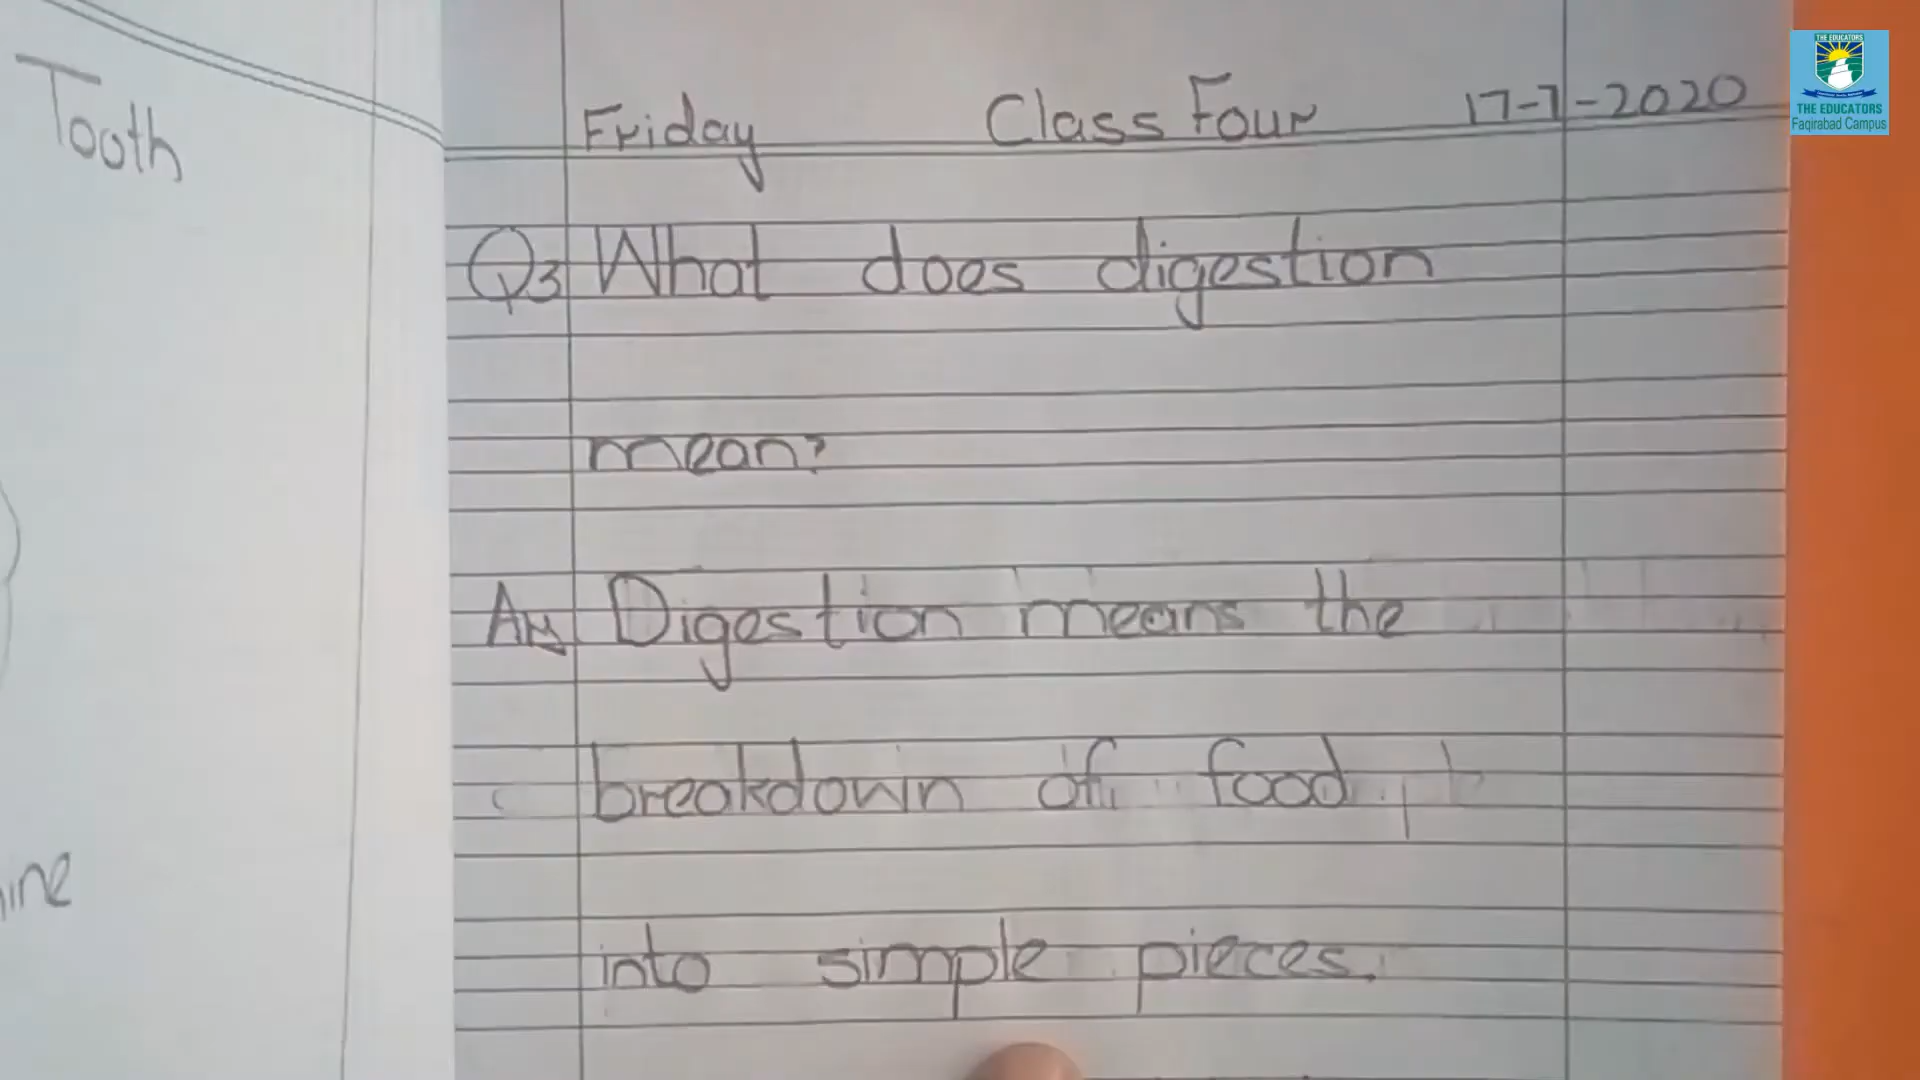 Tooth
ine
Friday Class Four 17-7-2020
Q3 What does digestion
mean?
Ans Digestion means the
breakdown of food
into simple pieces.
THE EDUCATORS
THE EDUCATORS
Faqirabad Campus